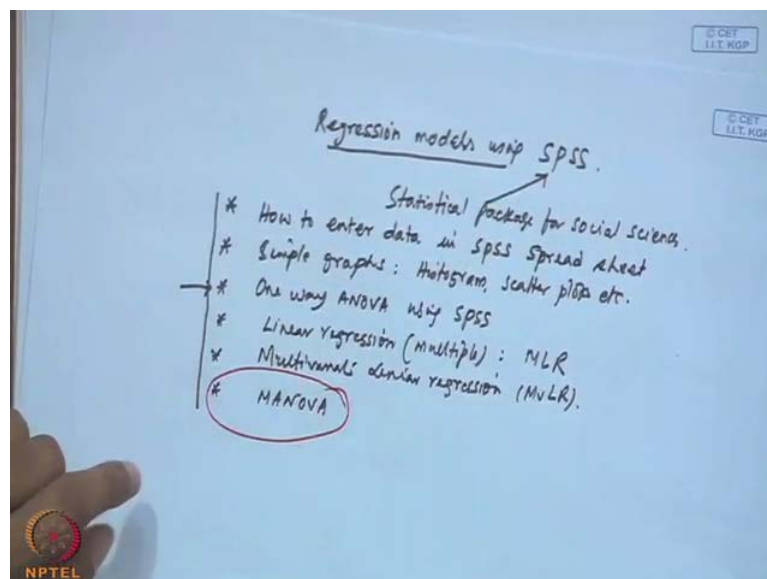 © CET
I.I.T. KGP
© CET
I.I.T. KGP
Regression models using SPSS.
Statistical package for social science.
* How to enter data in SPSS spread sheet
* Simple graphs: Histogram, scatter plots etc.
* One way ANOVA using SPSS
* Linear regression (multiple): MLR
* Multivariate linear regression (MvLR).
* MANOVA
NPTEL